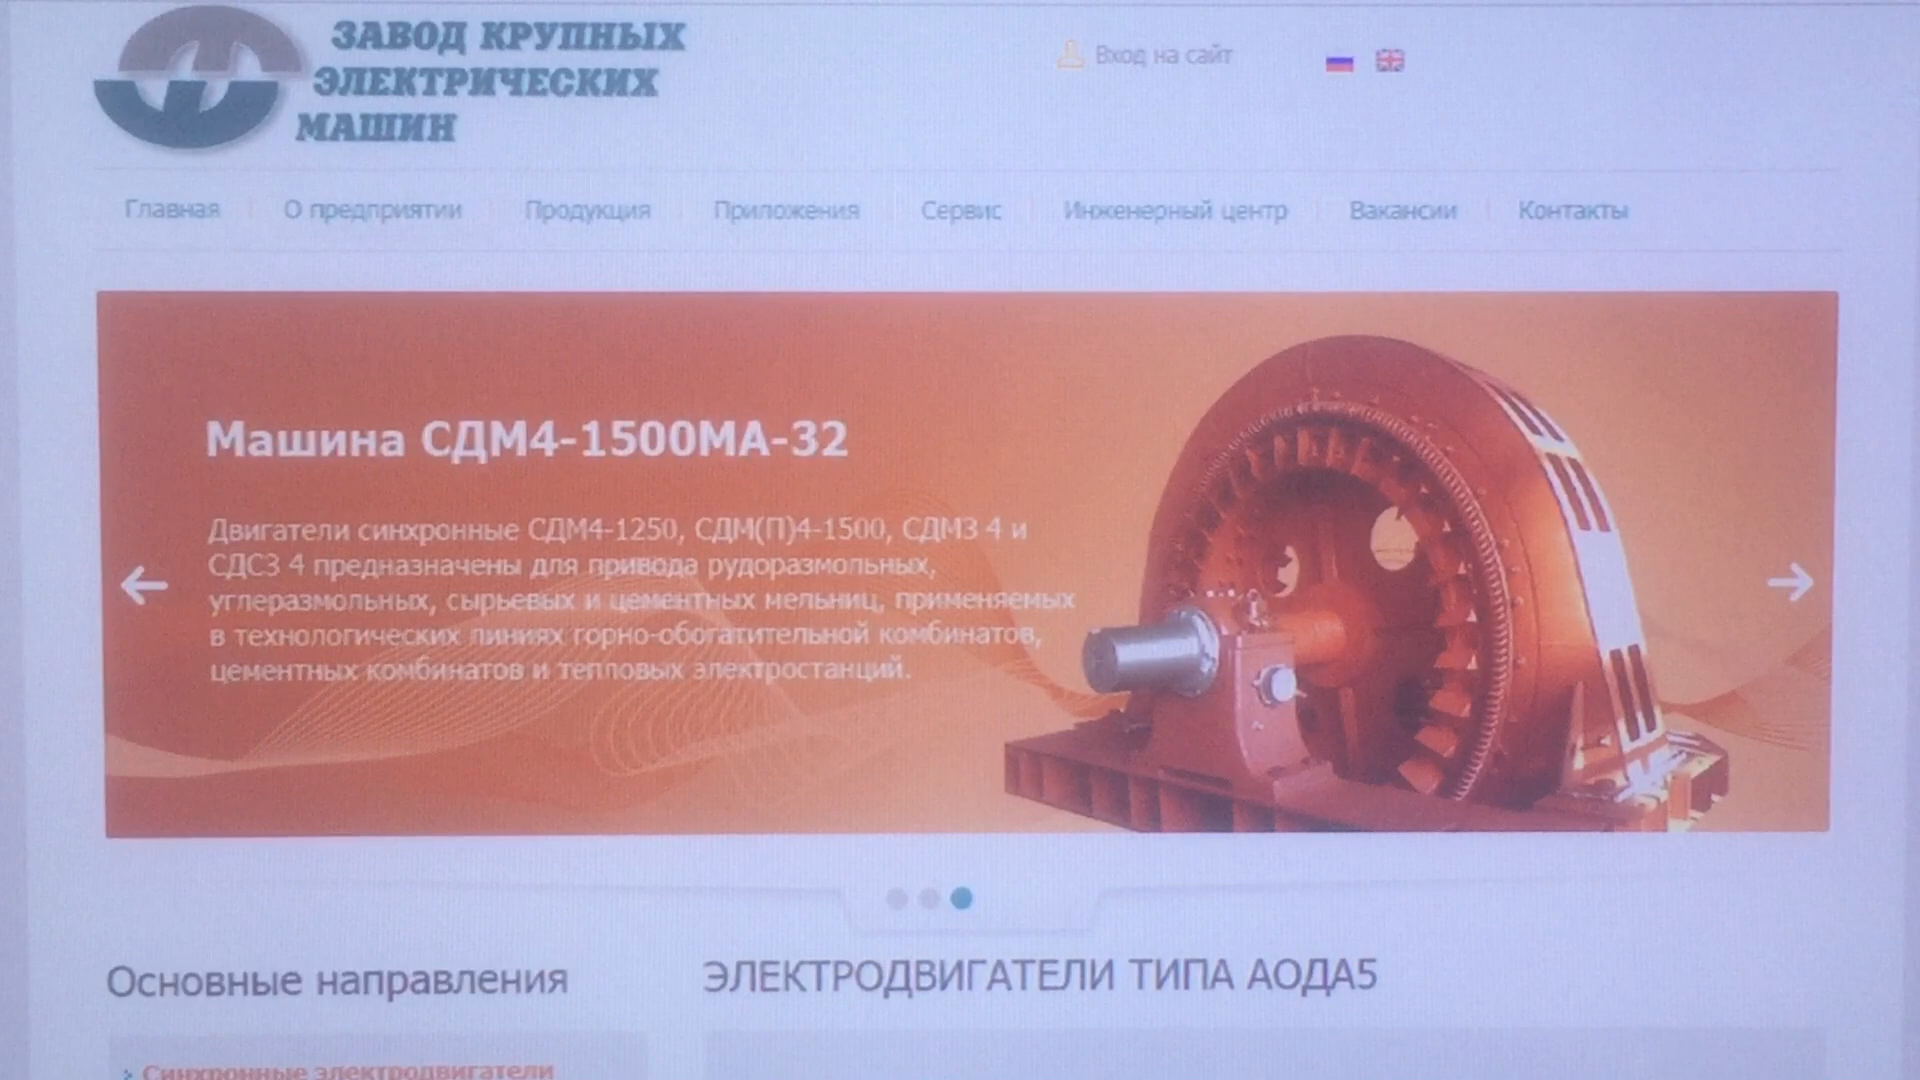 ЗАВОД КРУПНЫХ
ЭЛЕКТРИЧЕСКИХ
МАШИН
Вход на сайт
Главная О предприятии Продукция Приложения Сервис Инженерный центр Вакансии Контакты
Машина СДМ4-1500МА-32
Двигатели синхронные СДМ4-1250, СДМ(П)4-1500, СДМЗ 4 и
СДСЗ 4 предназначены для привода рудоразмольных,
углеразмольных, сырьевых и цементных мельниц, применяемых
в технологических линиях горно-обогатительной комбинатов,
цементных комбинатов и тепловых электростанций.
Основные направления
ЭЛЕКТРОДВИГАТЕЛИ ТИПА АОДА5
Синхронные электродвигатели